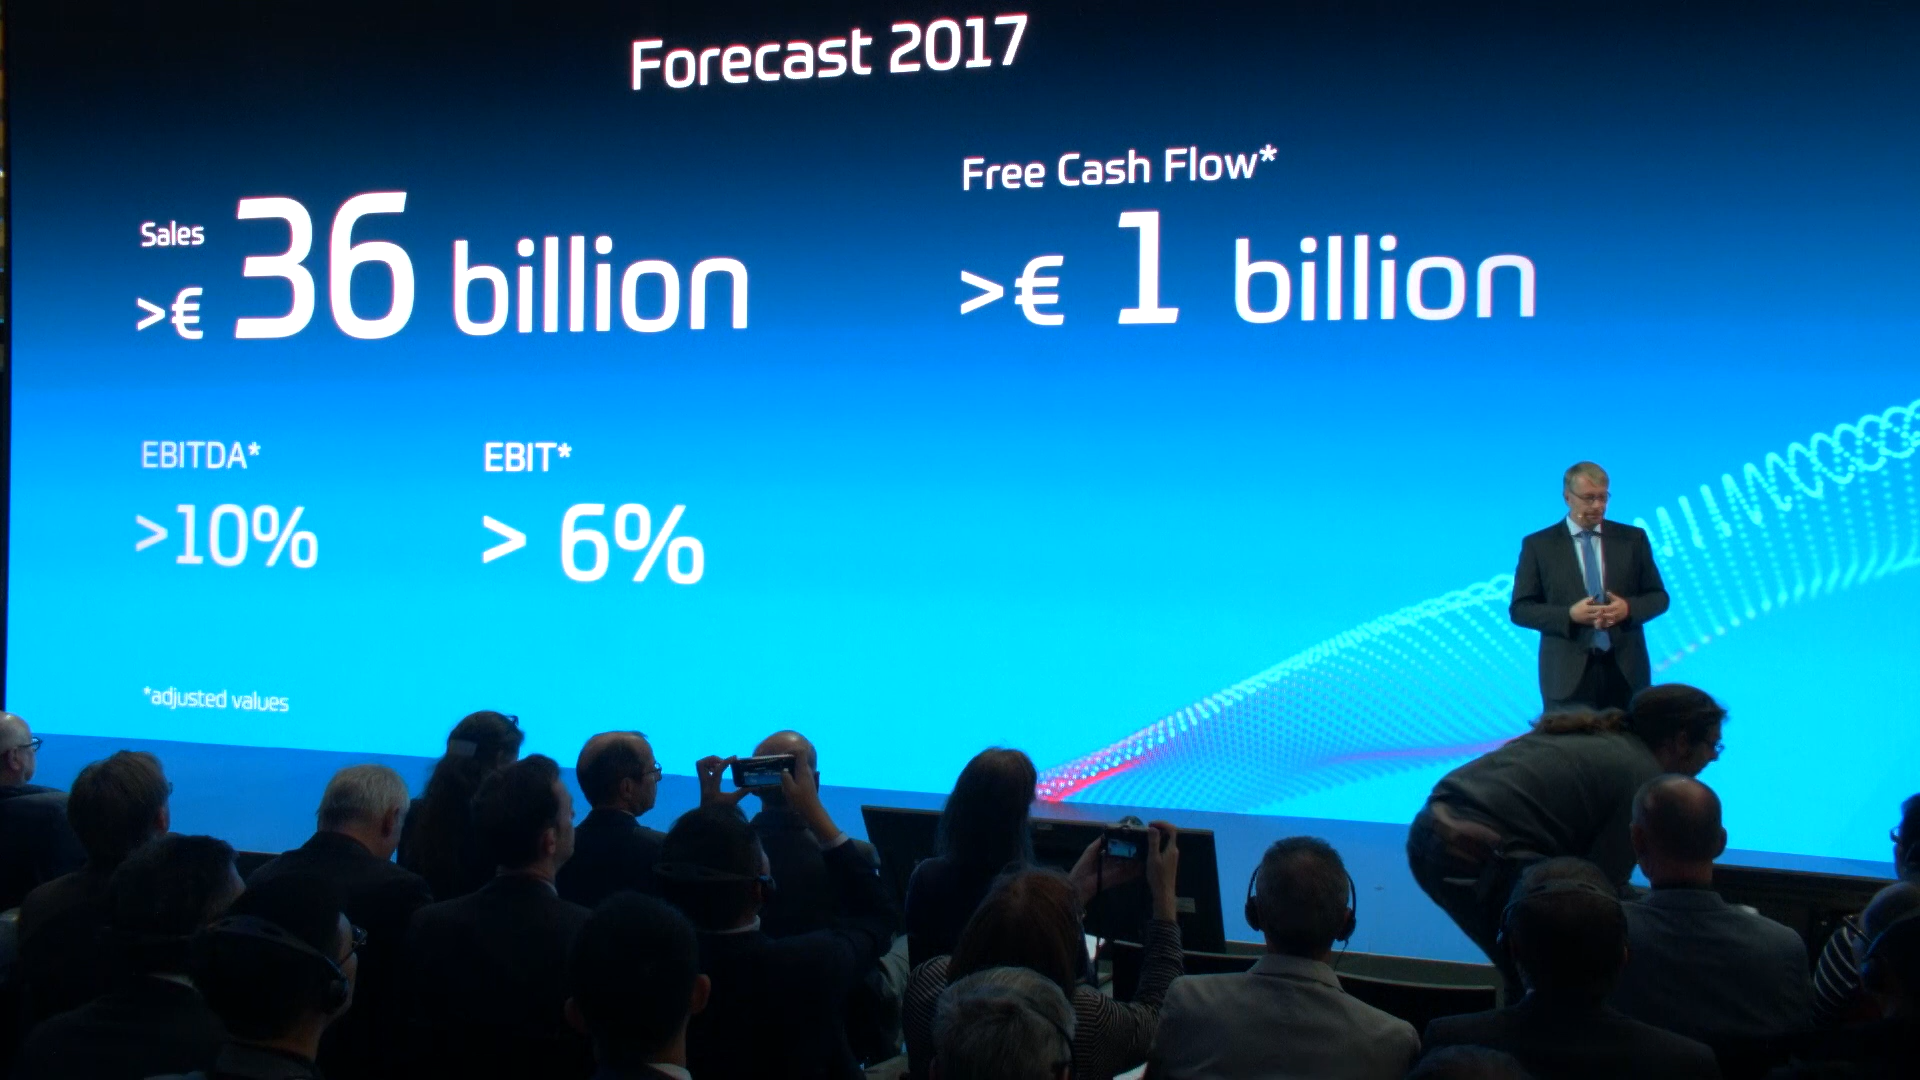 Forecast 2017
Sales
>€ 36 billion
Free Cash Flow*
>€ 1 billion
EBITDA*
>10%
EBIT*
> 6%
*adjusted values